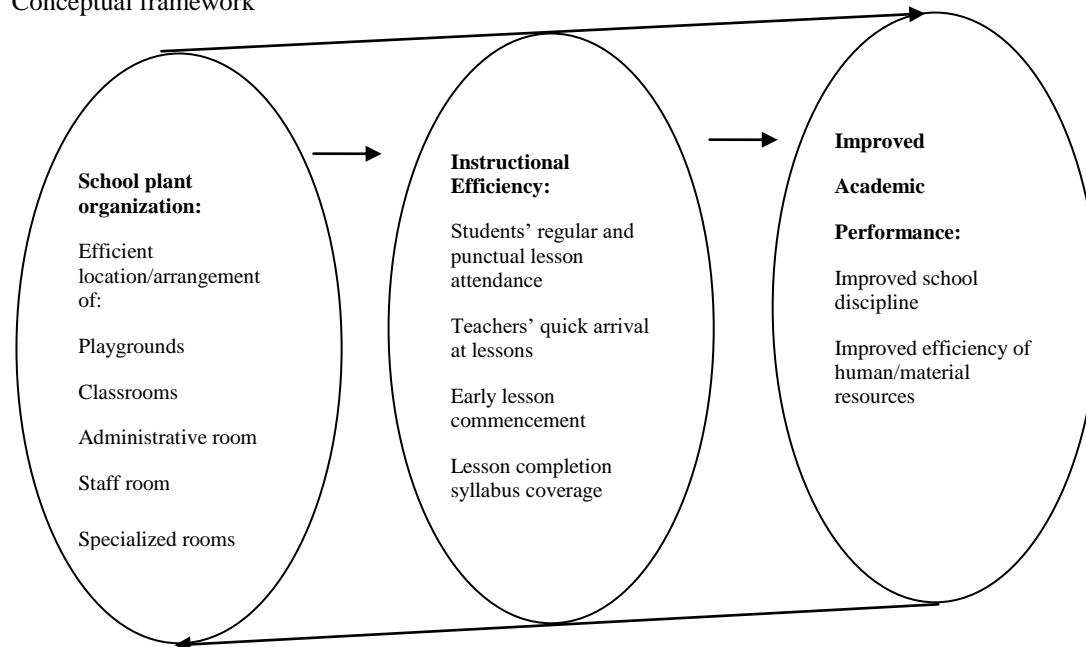 Conceptual framework
School plant
organization:
Efficient
location/arrangement
of:
Playgrounds
Classrooms
Administrative room
Staff room
Specialized rooms
Instructional
Efficiency:
Students’ regular and
punctual lesson
attendance
Teachers’ quick arrival
at lessons
Early lesson
commencement
Lesson completion
syllabus coverage
Improved
Academic
Performance:
Improved school
discipline
Improved efficiency of
human/material
resources